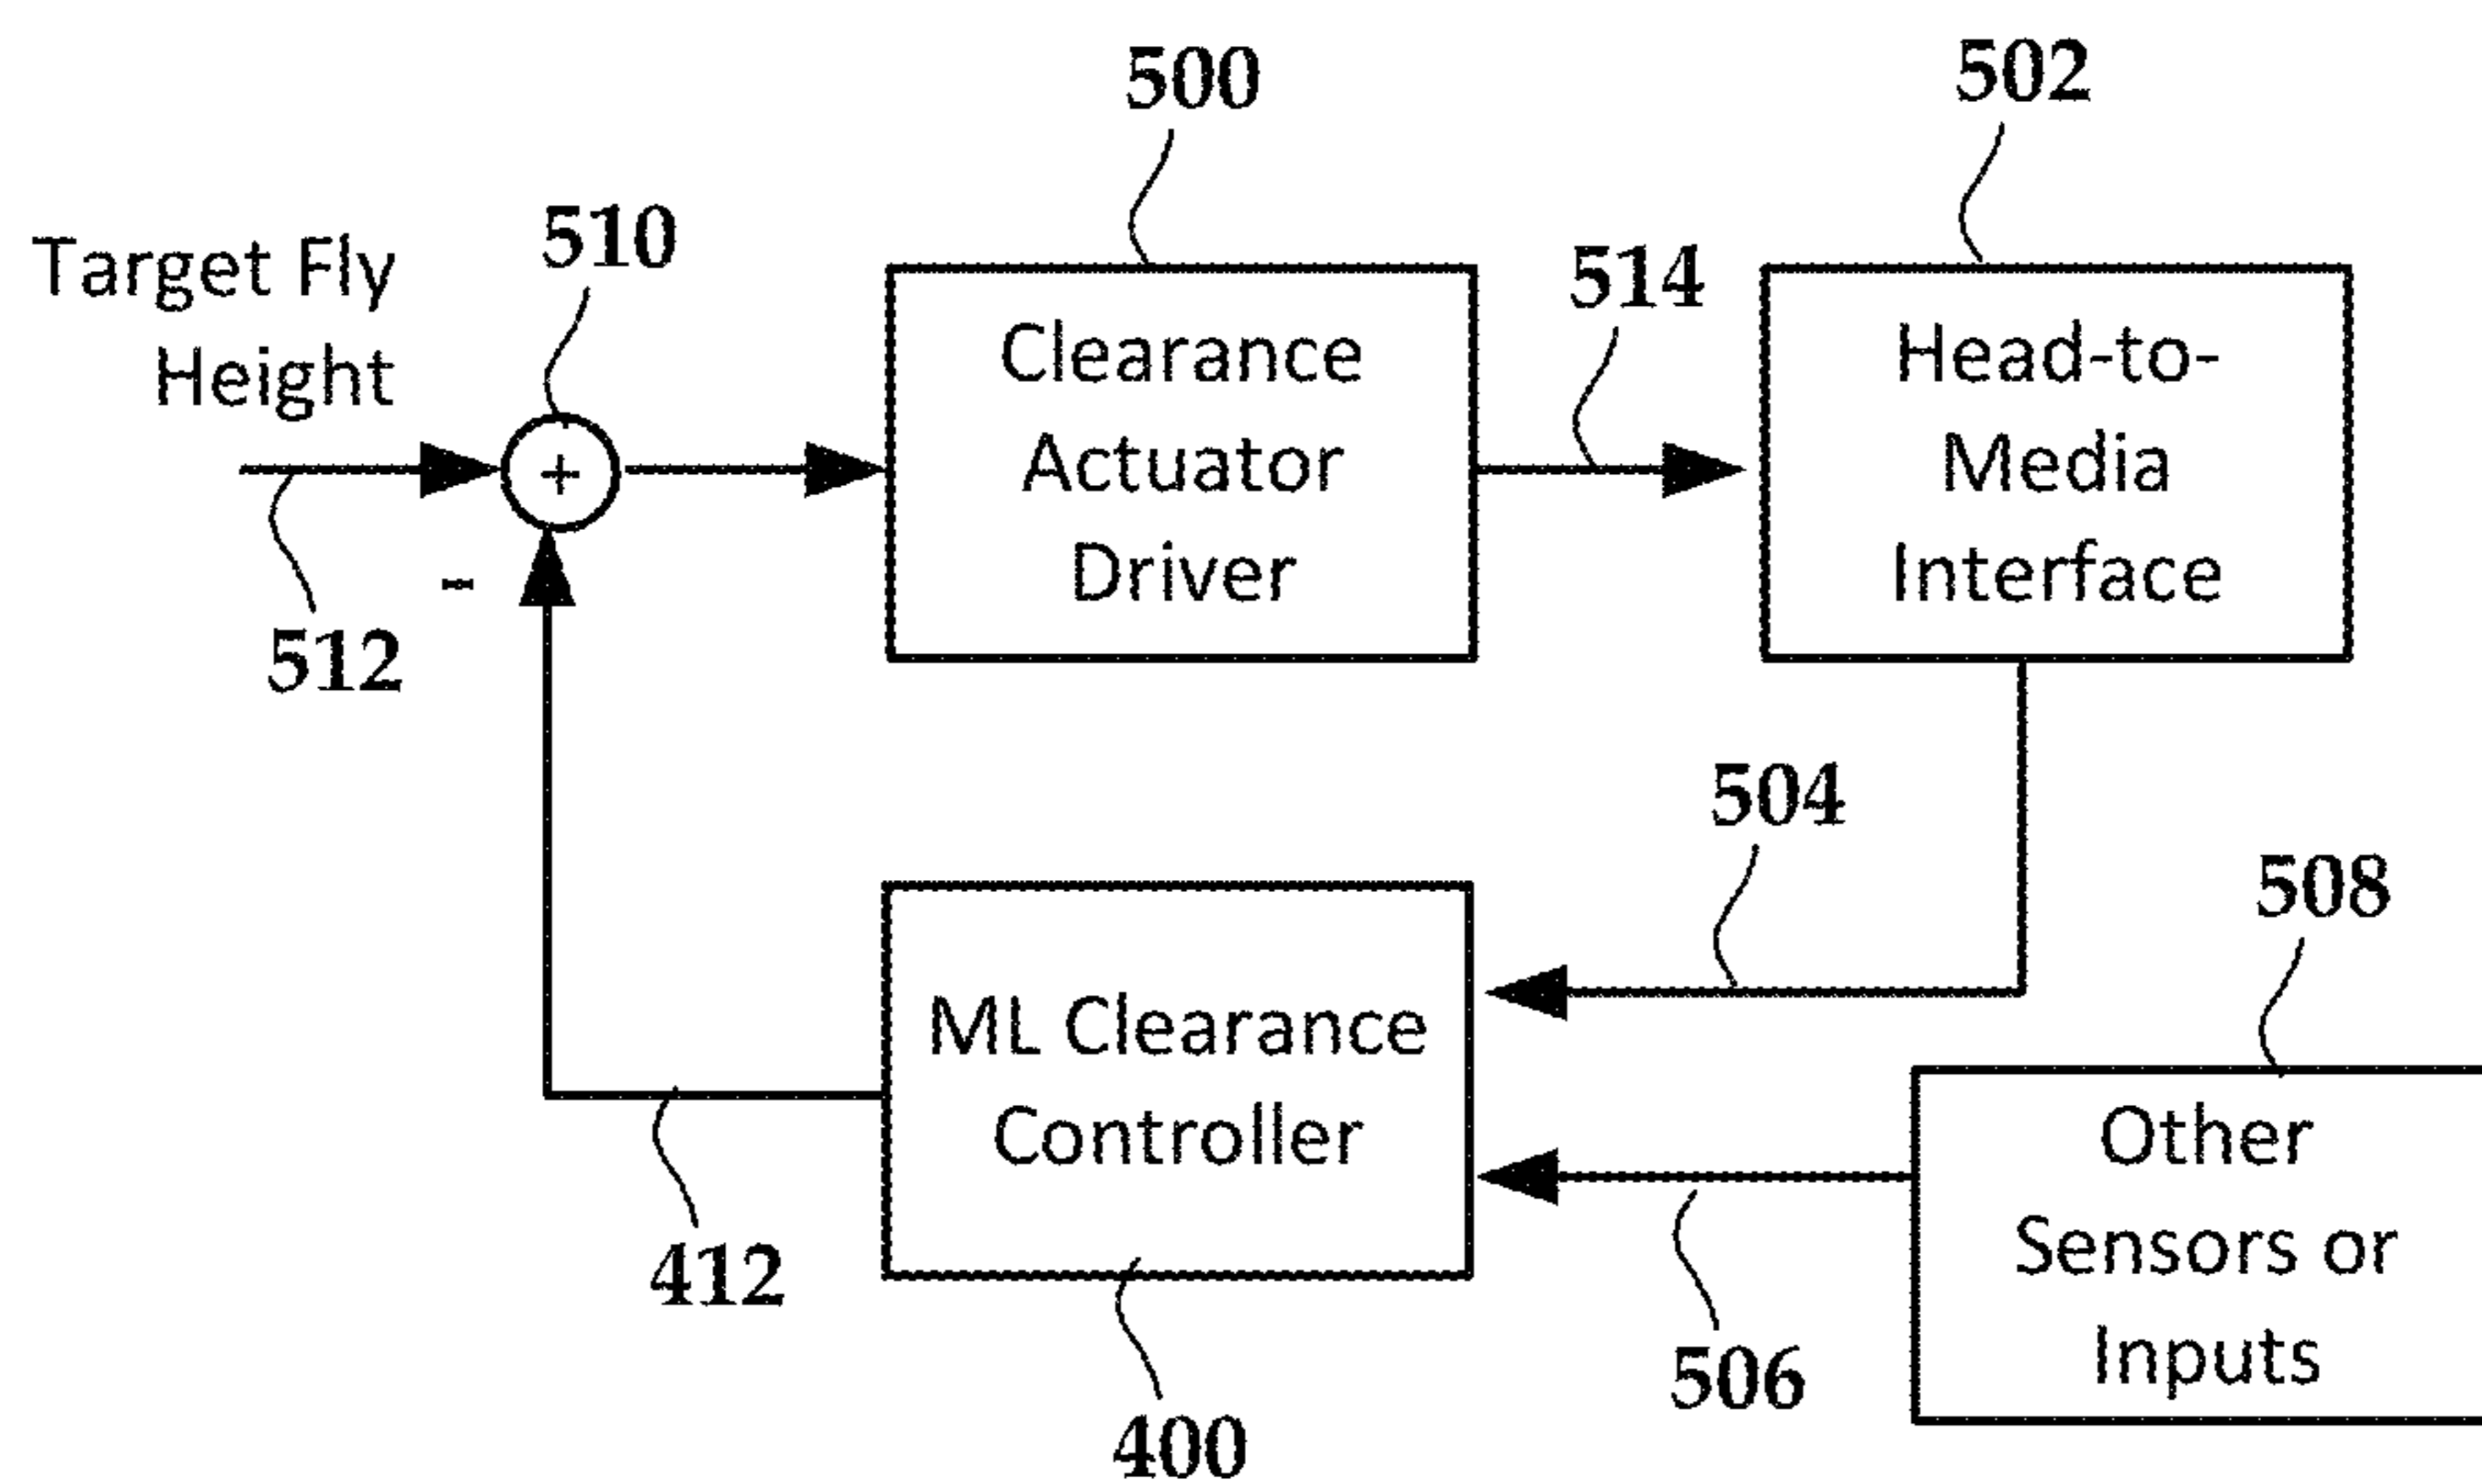 500
502
510
514
Target Fly
Height
Clearance
Actuator
Driver
Head-to-
Media
Interface
+
-
512
504
508
ML Clearance
Controller
412
Other
Sensors or
Inputs
506
400